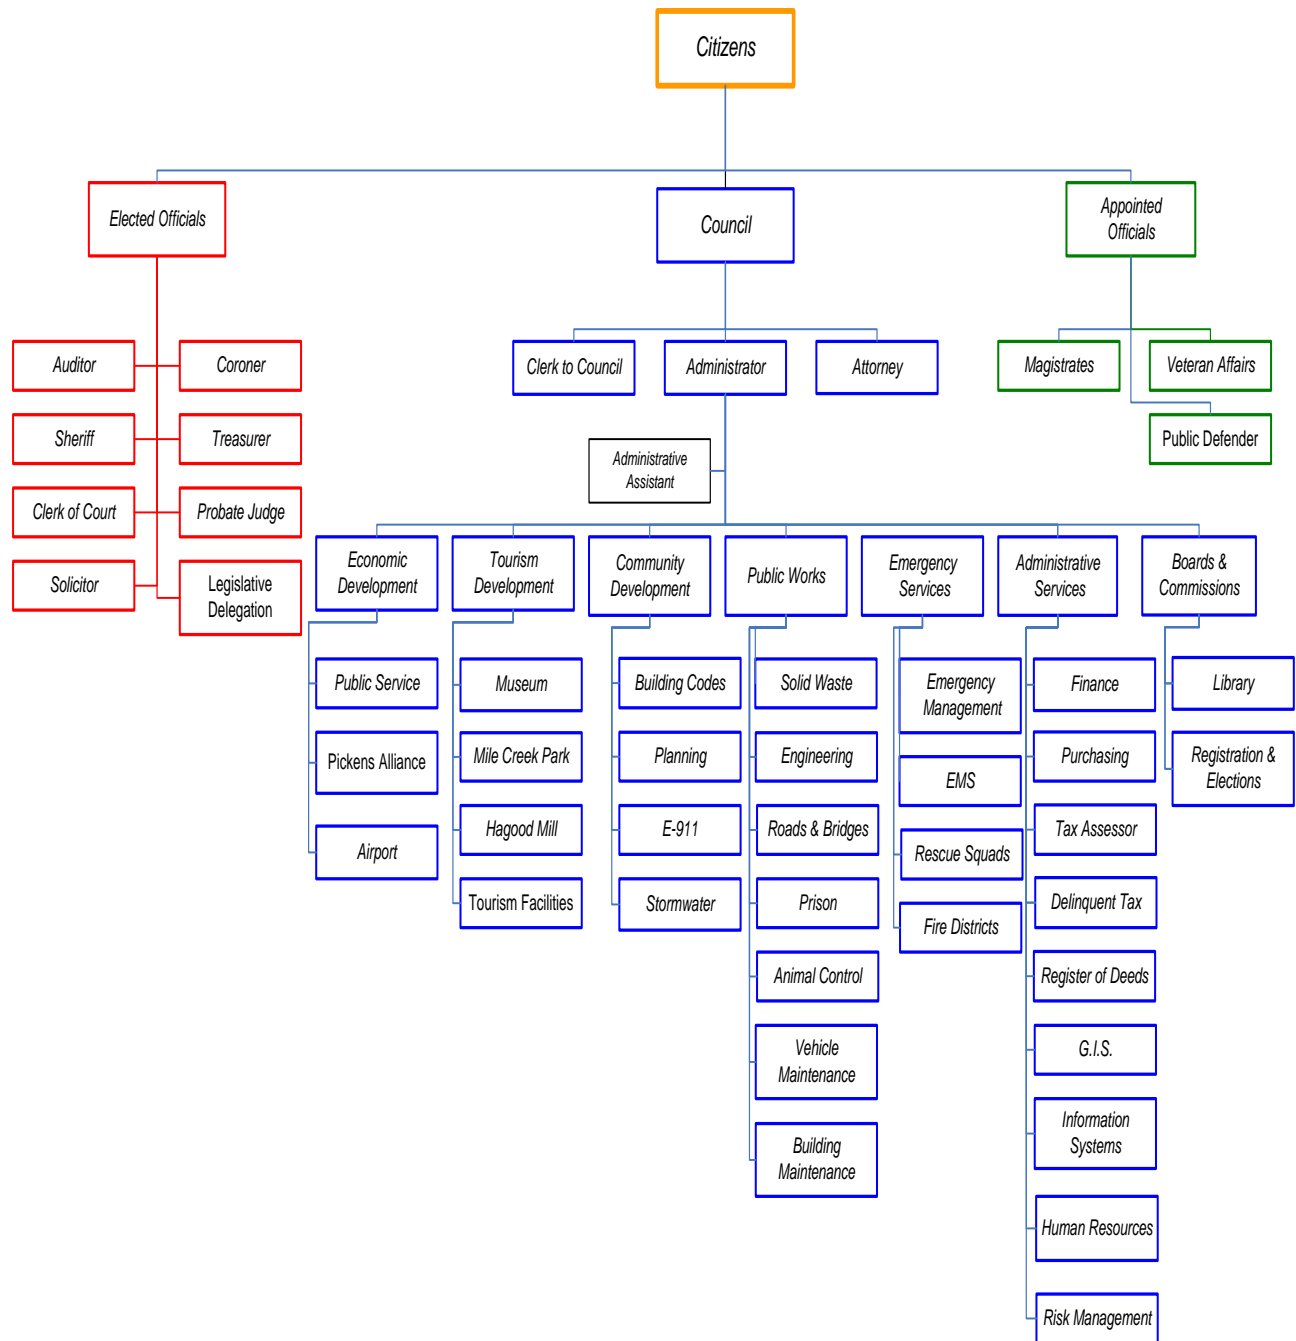 Citizens
Elected Officials
Council
Appointed
Officials
Auditor
Coroner
Clerk to Council
Administrator
Attorney
Magistrates
Veteran Affairs
Sheriff
Treasurer
Public Defender
Administrative
Assistant
Clerk of Court
Probate Judge
Solicitor
Legislative
Delegation
Economic
Development
Tourism
Development
Community
Development
Public Works
Emergency
Services
Administrative
Services
Boards &
Commissions
Public Service
Pickens Alliance
Airport
Museum
Mile Creek Park
Hagood Mill
Tourism Facilities
Building Codes
Planning
E-911
Stormwater
Solid Waste
Engineering
Roads & Bridges
Prison
Animal Control
Vehicle
Maintenance
Building
Maintenance
Emergency
Management
EMS
Rescue Squads
Fire Districts
Finance
Purchasing
Tax Assessor
Delinquent Tax
Register of Deeds
G.I.S.
Information
Systems
Human Resources
Risk Management
Library
Registration &
Elections